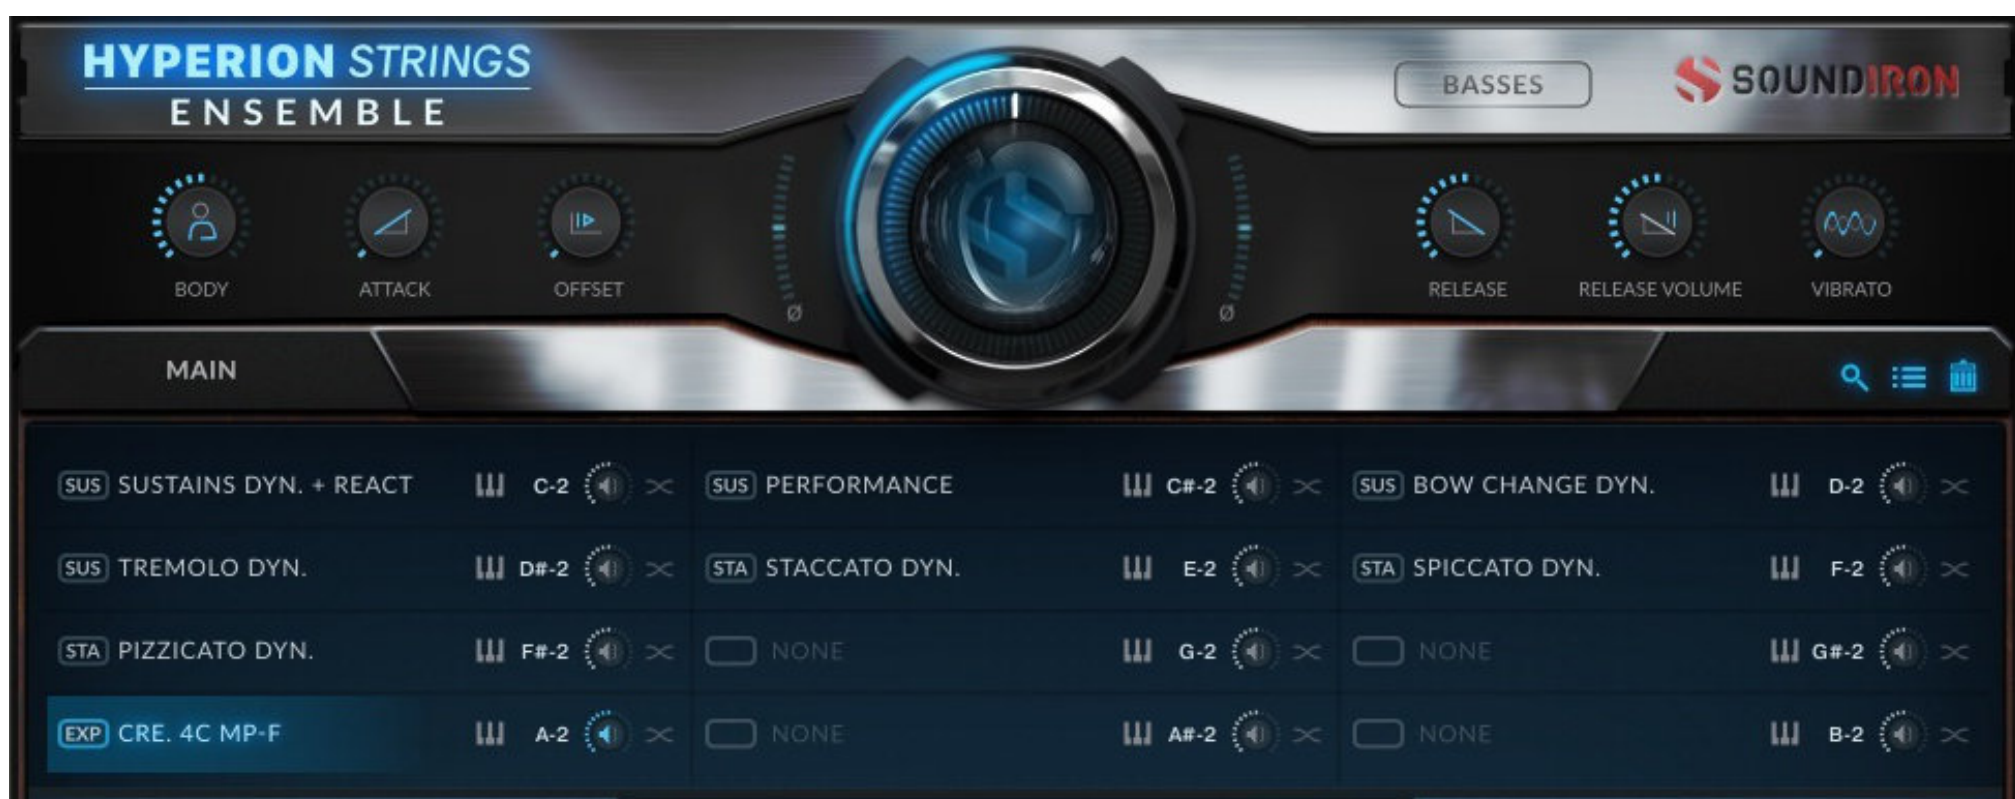 HYPERION STRINGS
ENSEMBLE
BASSES
SOUNDIRON
BODY
ATTACK
OFFSET
Ø
Ø
RELEASE
RELEASE VOLUME
VIBRATO
MAIN
SUS SUSTAINS DYN. + REACT C-2
SUS PERFORMANCE C#-2
SUS BOW CHANGE DYN. D-2
SUS TREMOLO DYN. D#-2
STA STACCATO DYN. E-2
STA SPICCATO DYN. F-2
STA PIZZICATO DYN. F#-2
NONE G-2
NONE G#-2
EXP CRE. 4C MP-F A-2
NONE A#-2
NONE B-2